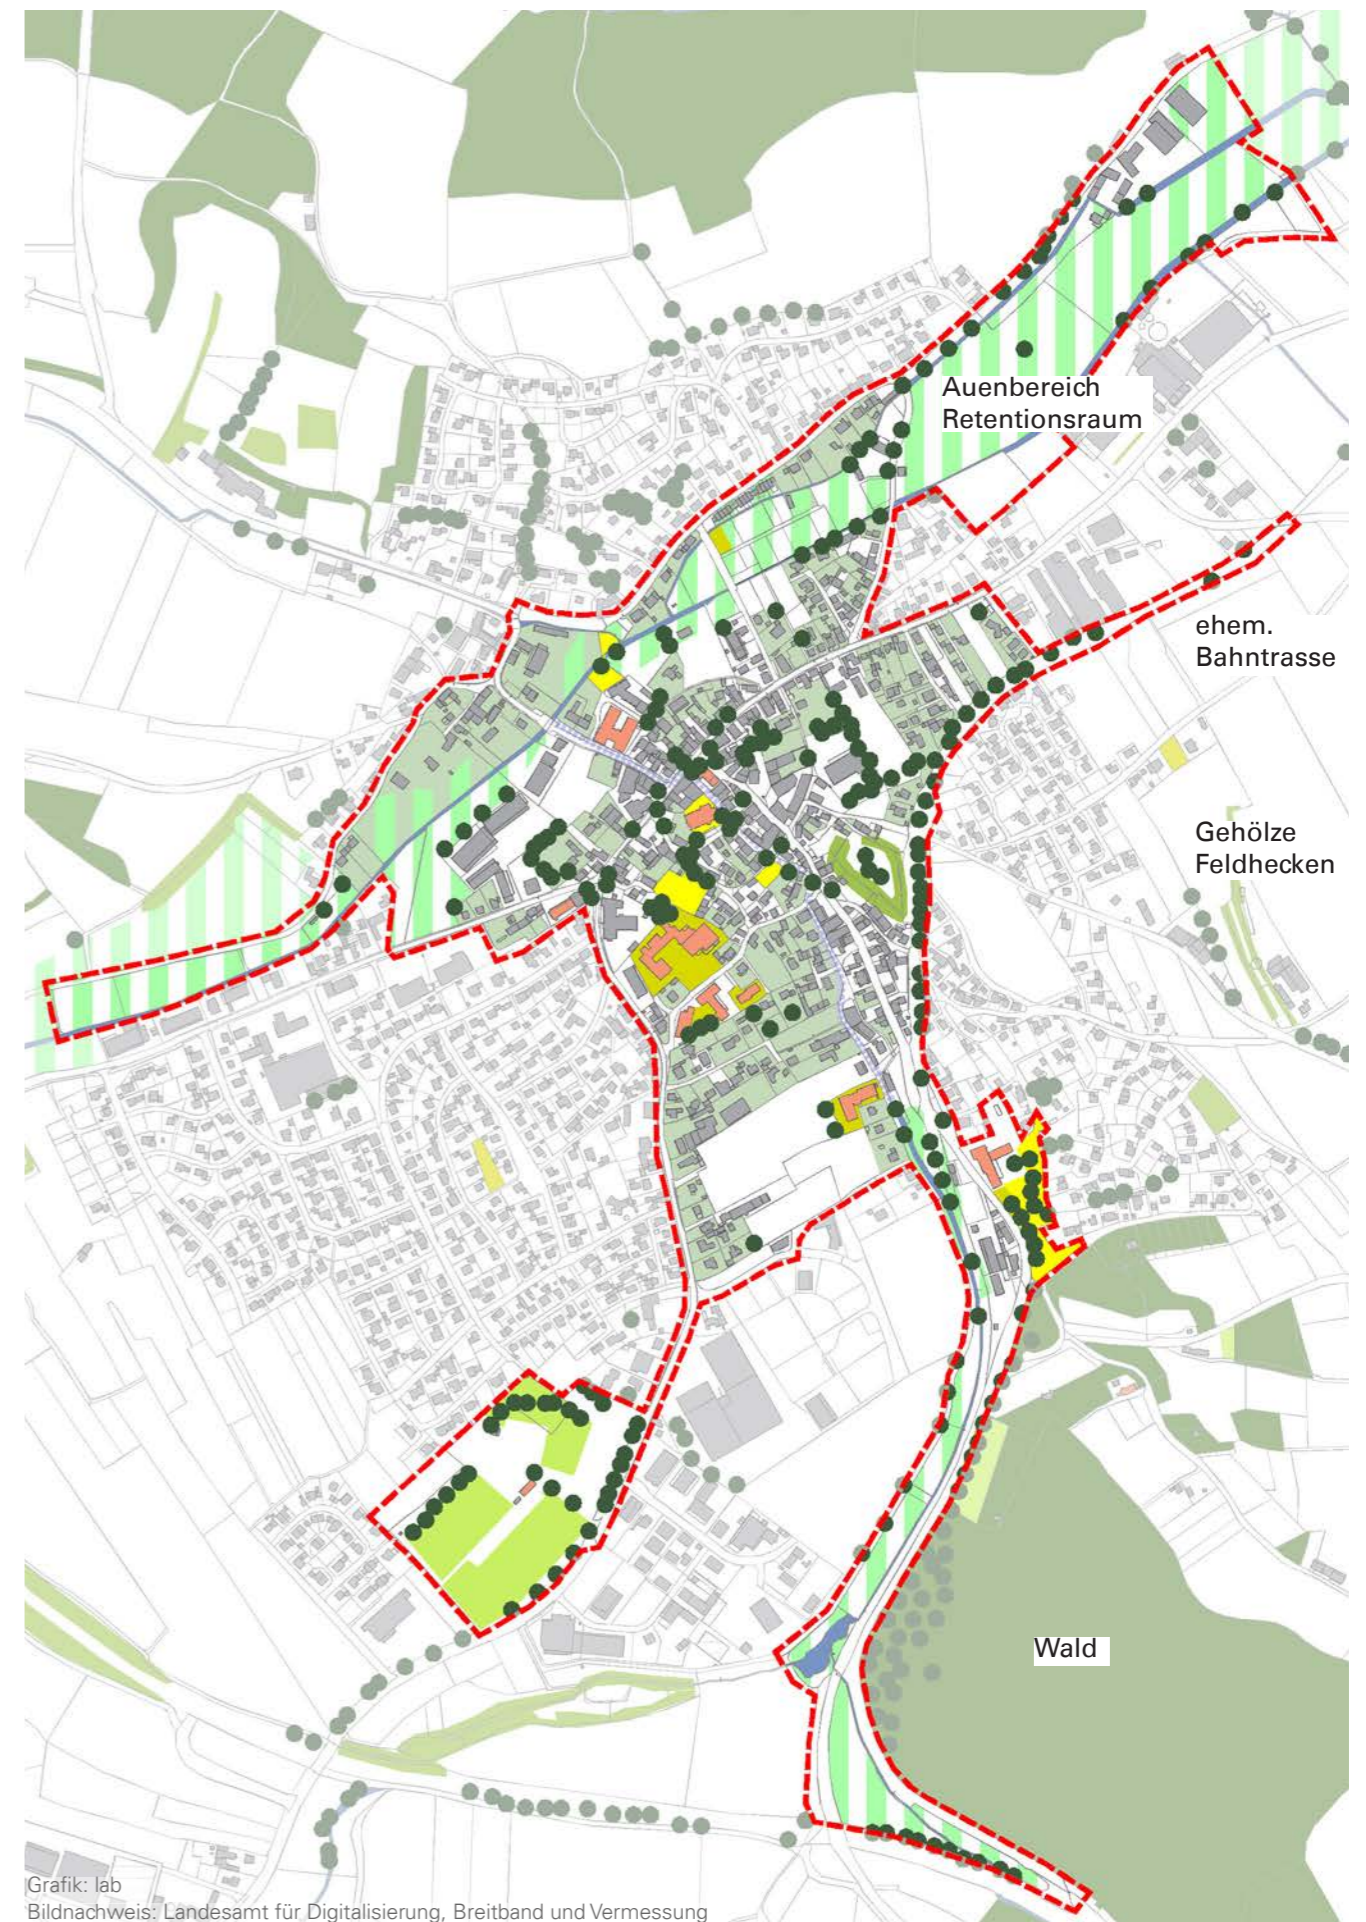 Auenbereich
Retentionsraum
ehem.
Bahntrasse
Gehölze
Feldhecken
Wald
Grafik: lab
Bildnachweis: Landesamt für Digitalisierung, Breitband und Vermessung